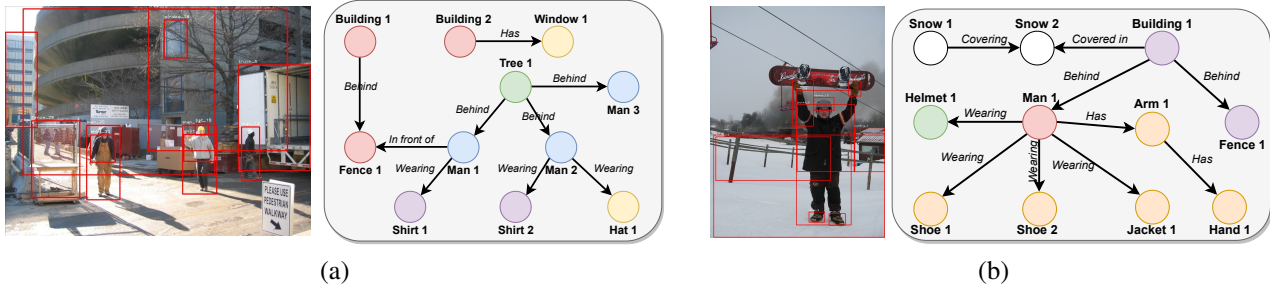 PLEASE USE
PEDESTRIAN
WALKWAY
Building 1
Building 2
Window 1
Has
Tree 1
Behind
Behind
Man 3
Behind
Behind
In front of
Fence 1
Man 1
Man 2
Wearing
Wearing
Wearing
Shirt 1
Shirt 2
Hat 1
(a)
Snow 1
Snow 2
Building 1
Covering
Covered in
Behind
Behind
Helmet 1
Man 1
Arm 1
Wearing
Has
Fence 1
Wearing
Wearing
Wearing
Has
Shoe 1
Shoe 2
Jacket 1
Hand 1
(b)